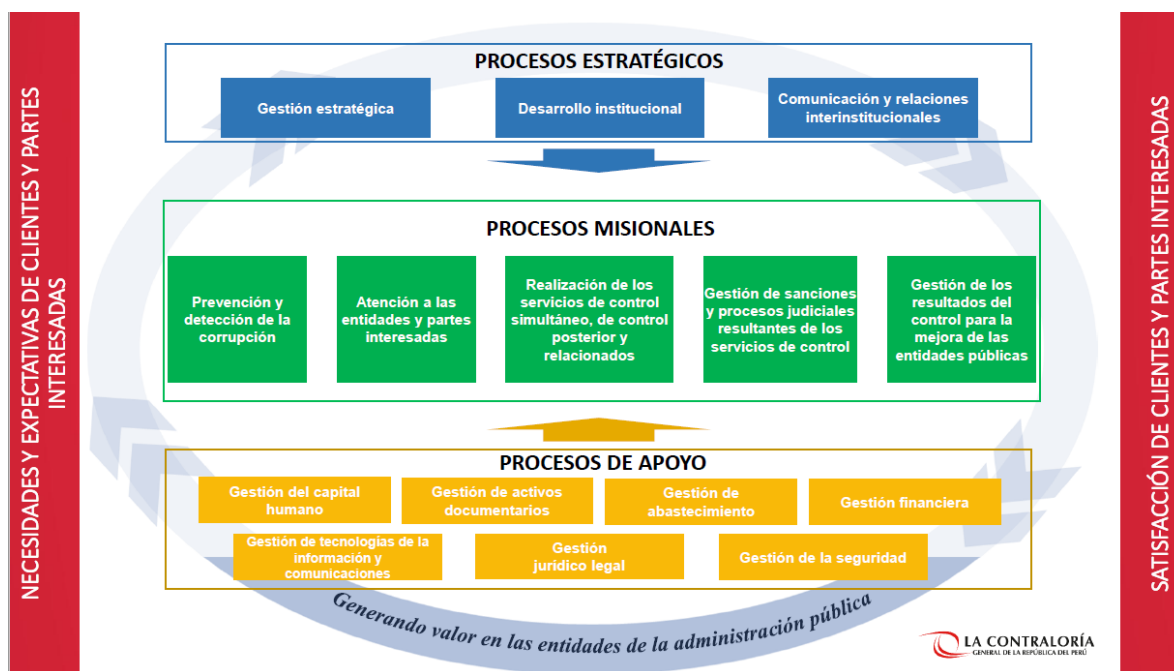 NECESIDADES Y EXPECTATIVAS DE CLIENTES Y PARTES
INTERESADAS
PROCESOS ESTRATÉGICOS
Gestión estratégica
Desarrollo institucional
Comunicación y relaciones
interinstitucionales
PROCESOS MISIONALES
Prevención y
detección de la
corrupción
Atención a las
entidades y partes
interesadas
Realización de los
servicios de control
simultáneo, de control
posterior y
relacionados
Gestión de sanciones
y procesos judiciales
resultantes de los
servicios de control
Gestión de los
resultados del
control para la
mejora de las
entidades públicas
PROCESOS DE APOYO
Gestión del capital
humano
Gestión de activos
documentarios
Gestión de
abastecimiento
Gestión financiera
Gestión de tecnologías de la
información y
comunicaciones
Gestión
jurídico legal
Gestión de la seguridad
Generando valor en las entidades de la administración pública
LA CONTRALORÍA
GENERAL DE LA REPÚBLICA DEL PERÚ
SATISFACCIÓN DE CLIENTES Y PARTES INTERESADAS